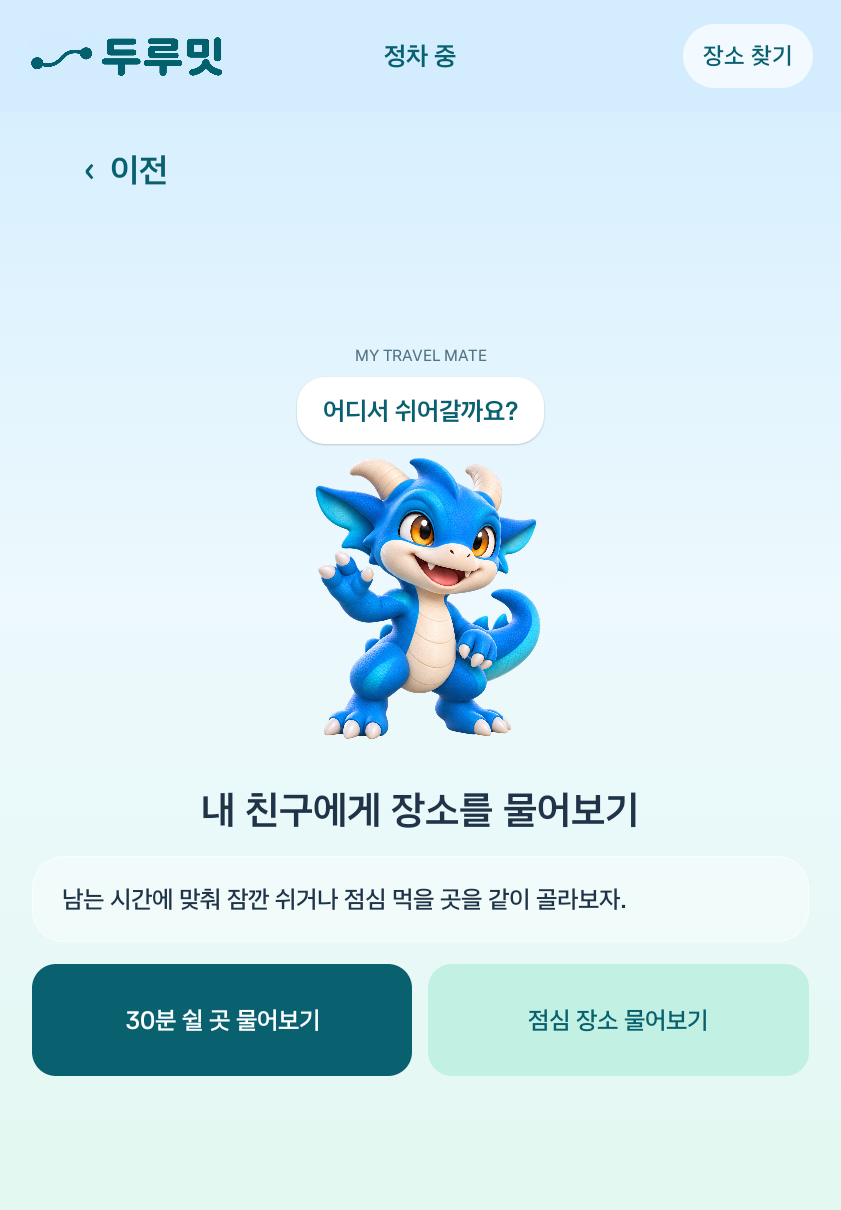 두루밋
정차 중
장소 찾기
‹ 이전
MY TRAVEL MATE
어디서 쉬어갈까요?
내 친구에게 장소를 물어보기
남는 시간에 맞춰 잠깐 쉬거나 점심 먹을 곳을 같이 골라보자.
30분 쉴 곳 물어보기
점심 장소 물어보기